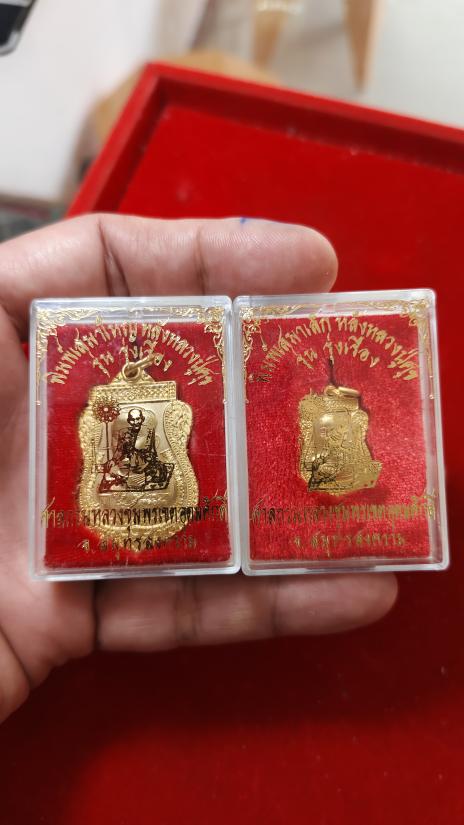 พิมพ์เสมาใหญ่ หลังหลวงปู่ศุข
รุ่น รุ่งเรือง
ศาลกรมหลวงชุมพรเขตอุดมศักดิ์
จ.สมุทรสงคราม
พิมพ์เสมาเล็ก หลังหลวงปู่ศุข
รุ่น รุ่งเรือง
ศาลกรมหลวงชุมพรเขตอุดมศักดิ์
จ.สมุทรสงคราม